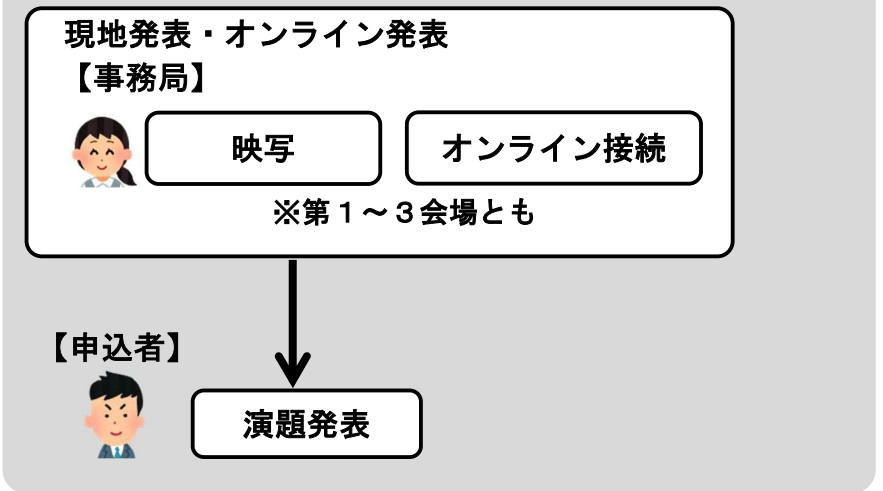 現地発表・オンライン発表
【事務局】
映写
オンライン接続
※第１～３会場とも
【申込者】
演題発表